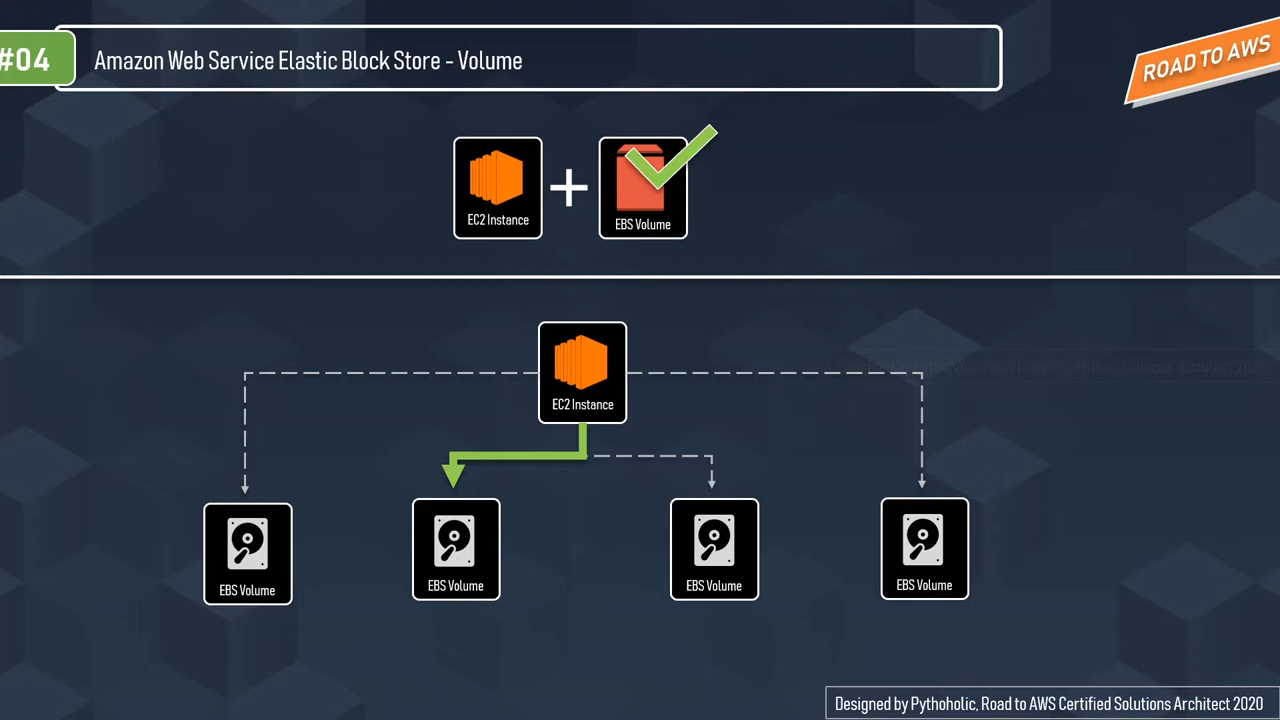 #04
Amazon Web Service Elastic Block Store - Volume
ROAD TO AWS
EC2 Instance
EBS Volume
EC2 Instance
EBS Volume
EBS Volume
EBS Volume
EBS Volume
Designed by Pythoholic, Road to AWS Certified Solutions Architect 2020